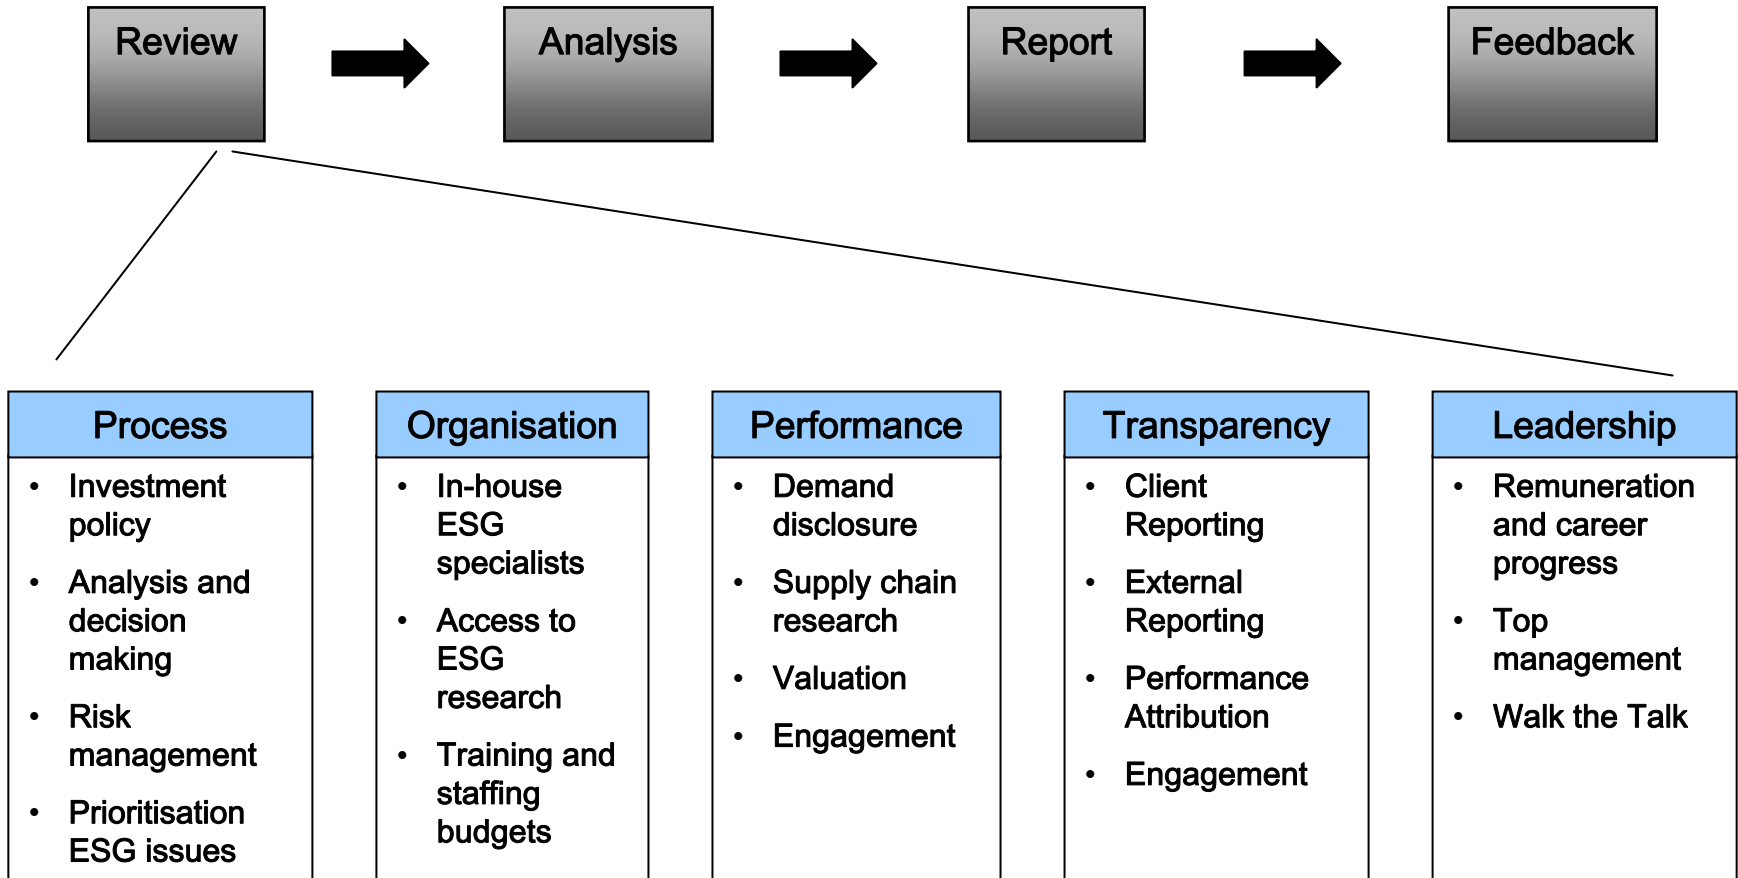 Review
Analysis
Report
Feedback
Process
• Investment
policy
• Analysis and
decision
making
• Risk
management
• Prioritisation
ESG issues
Organisation
• In-house
ESG
specialists
• Access to
ESG
research
• Training and
staffing
budgets
Performance
• Demand
disclosure
• Supply chain
research
• Valuation
• Engagement
Transparency
• Client
Reporting
• External
Reporting
• Performance
Attribution
• Engagement
Leadership
• Remuneration
and career
progress
• Top
management
• Walk the Talk